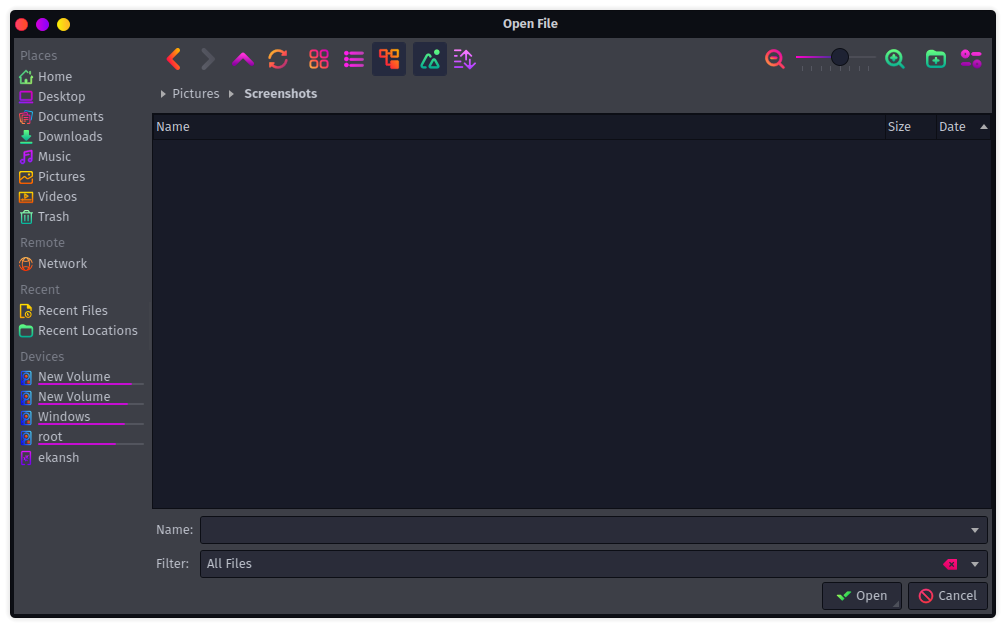 Open File
Places
Home
Desktop
Documents
Downloads
Music
Pictures
Videos
Trash
Remote
Network
Recent
Recent Files
Recent Locations
Devices
New Volume
New Volume
Windows
root
ekansh
Pictures Screenshots
Name Size Date
Name:
Filter: All Files
Open Cancel